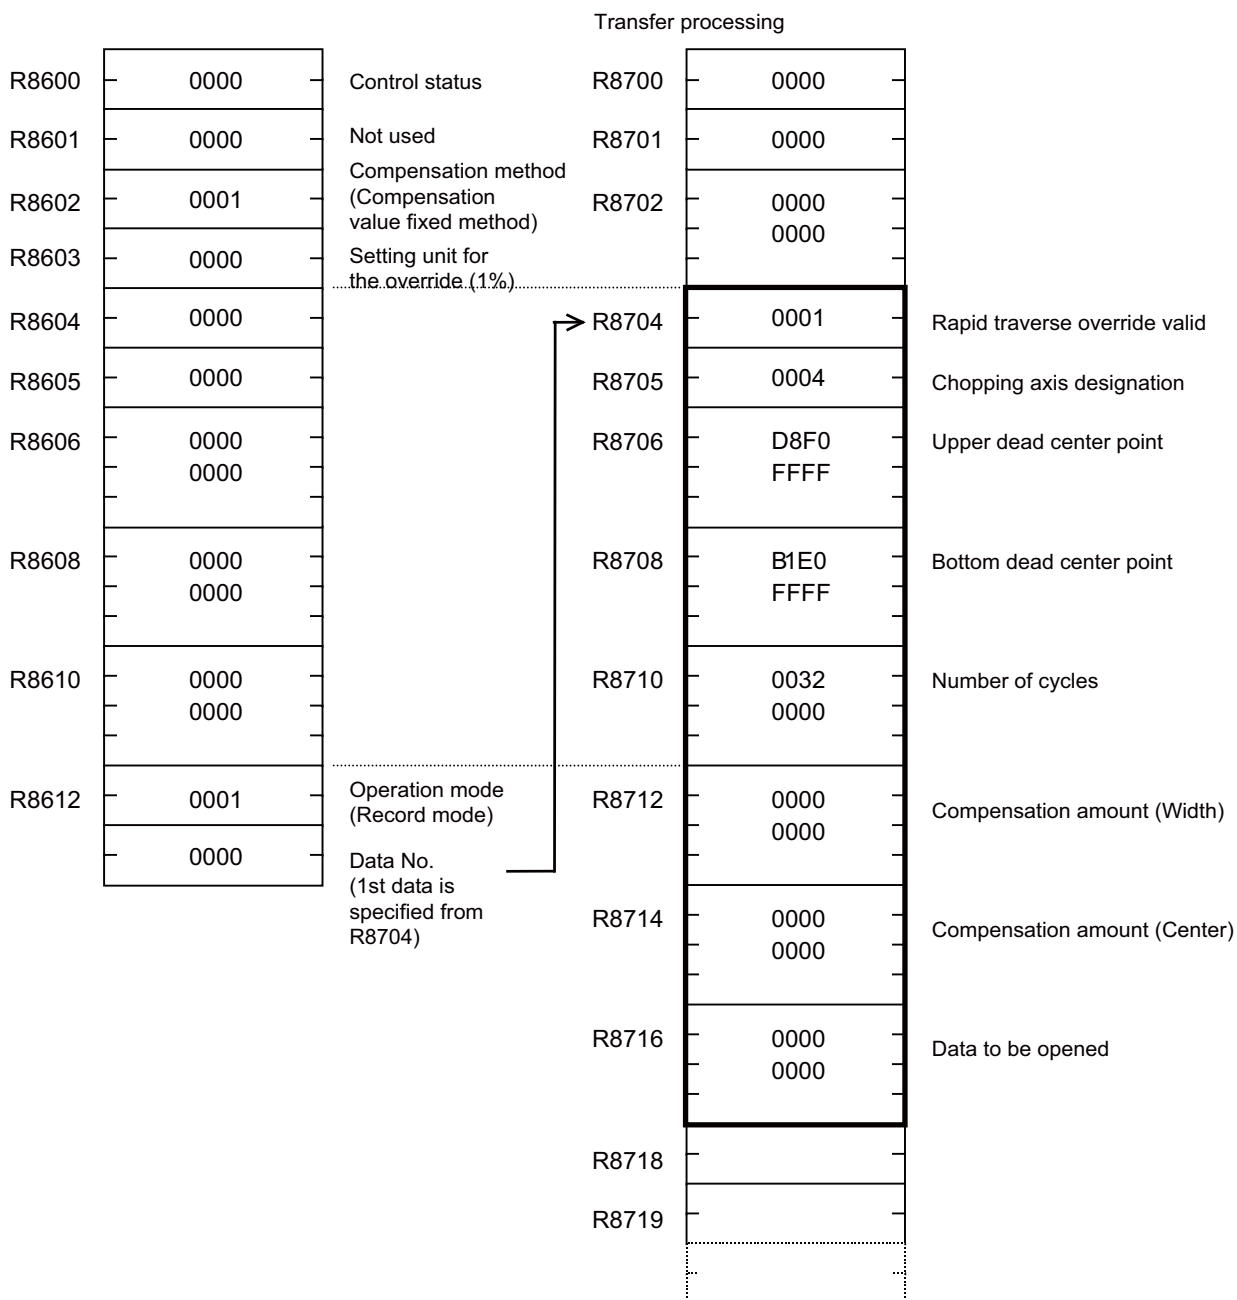 Transfer processing
R8600 0000 Control status
R8601 0000 Not used
R8602 0001 Compensation method
(Compensation
value fixed method)
R8603 0000 Setting unit for
the override (1%)
R8604 0000
R8605 0000
R8606 0000
0000
R8608 0000
0000
R8610 0000
0000
R8612 0001 Operation mode
(Record mode)
0000 Data No.
(1st data is
specified from
R8704)
R8700 0000
R8701 0000
R8702 0000
0000
R8704 0001 Rapid traverse override valid
R8705 0004 Chopping axis designation
R8706 D8F0 Upper dead center point
FFFF
R8708 B1E0 Bottom dead center point
FFFF
R8710 0032 Number of cycles
0000
R8712 0000 Compensation amount (Width)
0000
R8714 0000 Compensation amount (Center)
0000
R8716 0000 Data to be opened
0000
R8718
R8719